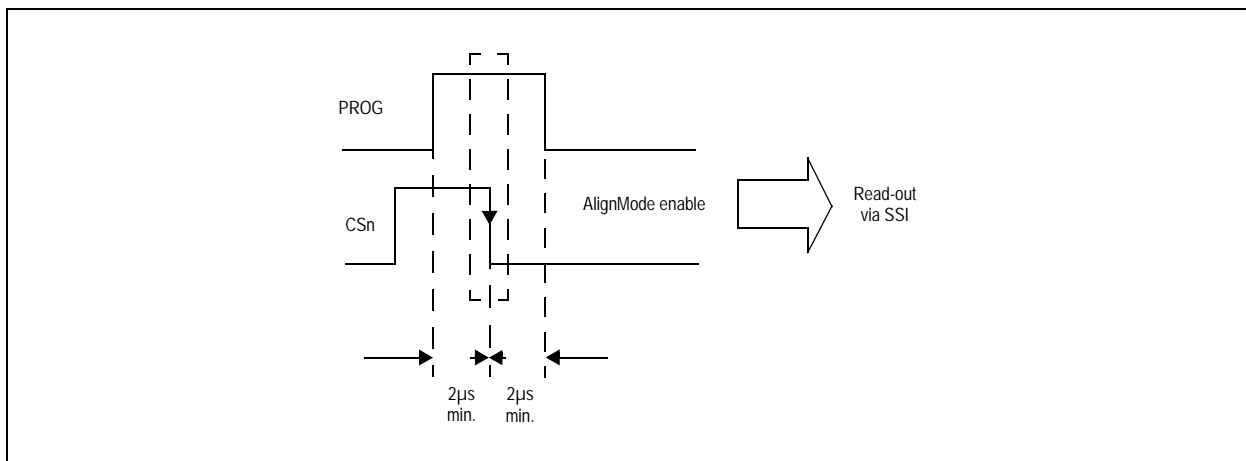 PROG
CSn
AlignMode enable
Read-out
via SSI
2µs
min.
2µs
min.